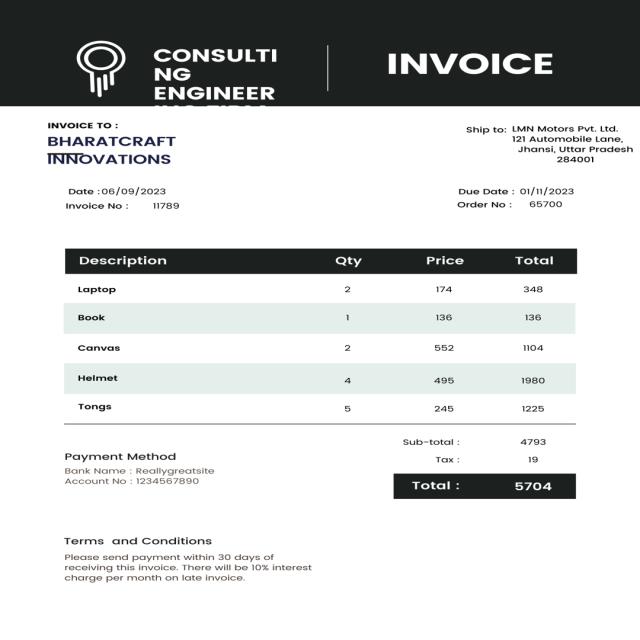 CONSULTI
NG
ENGINEER
INVOICE
INVOICE TO :
BHARATCRAFT
INNOVATIONS
Ship to: LMN Motors Pvt. Ltd.
121 Automobile Lane,
Jhansi, Uttar Pradesh
284001
Date : 06/09/2023
Invoice No : 11789
Due Date : 01/11/2023
Order No : 65700
Description Qty Price Total
Laptop 2 174 348
Book 1 136 136
Canvas 2 552 1104
Helmet 4 495 1980
Tongs 5 245 1225
Sub-total : 4793
Tax : 19
Total : 5704
Payment Method
Bank Name : Reallygreatsite
Account No : 1234567890
Terms and Conditions
Please send payment within 30 days of
receiving this invoice. There will be 10% interest
charge per month on late invoice.